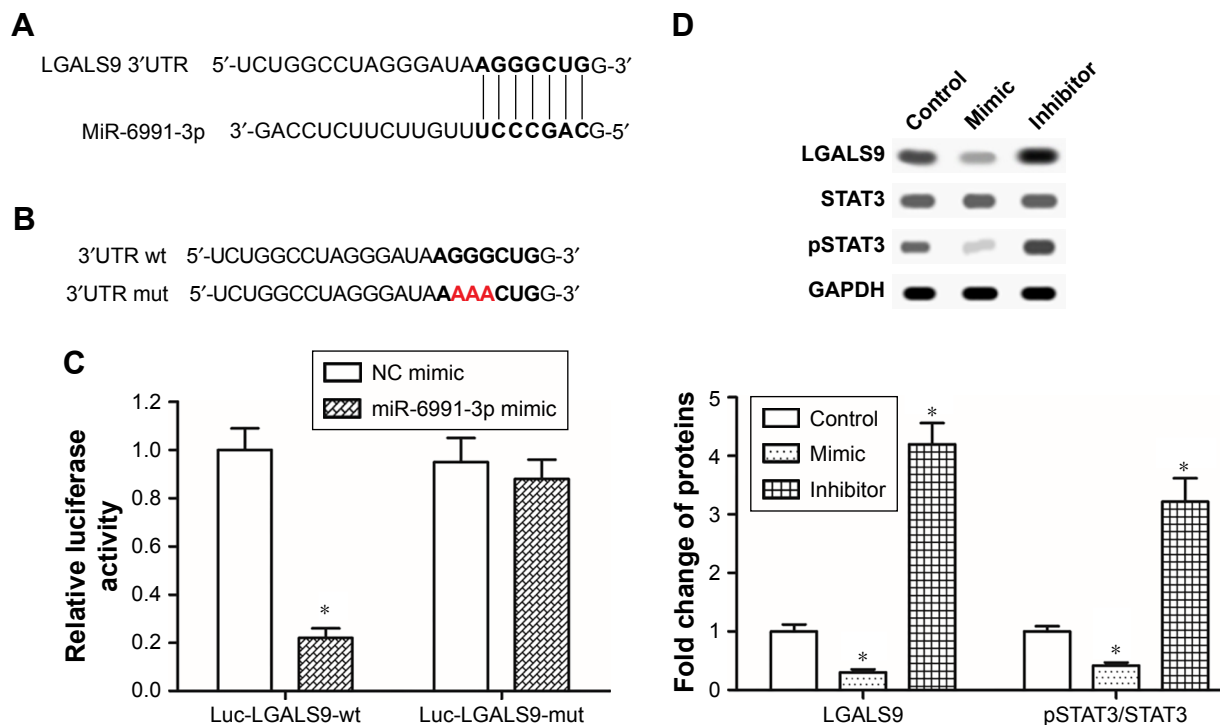 A
LGALS9 3′UTR 5′-UCUGGCCUAGGGAUAAGGGCUGG-3′
MiR-6991-3p 3′-GACCUCUUCUUGUUUCCCGACG-5′
B
3′UTR wt 5′-UCUGGCCUAGGGAUAAGGGCUGG-3′
3′UTR mut 5′-UCUGGCCUAGGGAUAAAAACUGG-3′
C
NC mimic
miR-6991-3p mimic
Relative luciferase
activity
1.2
1.0
0.8
0.6
0.4
0.2
0.0
*
Luc-LGALS9-wt Luc-LGALS9-mut
D
Control Mimic Inhibitor
LGALS9
STAT3
pSTAT3
GAPDH
Fold change of proteins
5
4
3
2
1
0
Control
Mimic
Inhibitor
* * * *
LGALS9 pSTAT3/STAT3